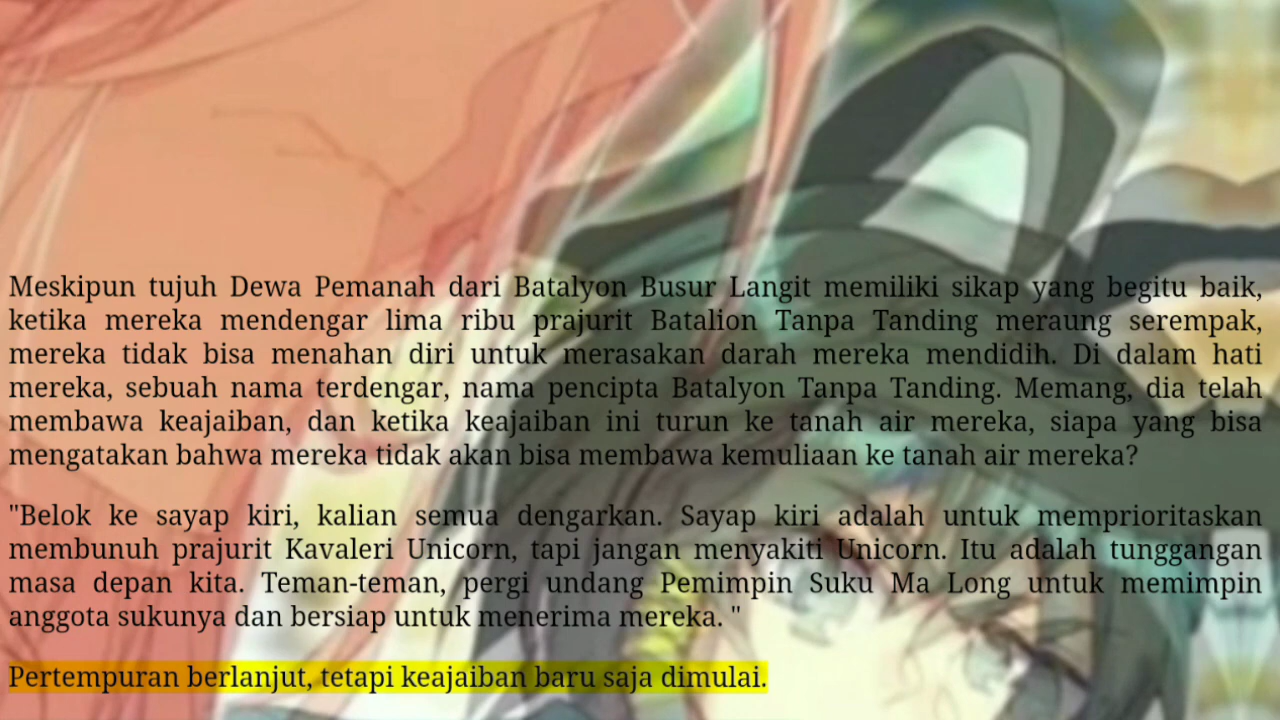 Meskipun tujuh Dewa Pemanah dari Batalyon Busur Langit memiliki sikap yang begitu baik,
ketika mereka mendengar lima ribu prajurit Batalion Tanpa Tanding meraung serempak,
mereka tidak bisa menahan diri untuk merasakan darah mereka mendidih. Di dalam hati
mereka, sebuah nama terdengar, nama pencipta Batalyon Tanpa Tanding. Memang, dia telah
membawa keajaiban, dan ketika keajaiban ini turun ke tanah air mereka, siapa yang bisa
mengatakan bahwa mereka tidak akan bisa membawa kemuliaan ke tanah air mereka?
"Belok ke sayap kiri, kalian semua dengarkan. Sayap kiri adalah untuk memprioritaskan
membunuh prajurit Kavaleri Unicorn, tapi jangan menyakiti Unicorn. Itu adalah tunggangan
masa depan kita. Teman-teman, pergi undang Pemimpin Suku Ma Long untuk memimpin
anggota sukunya dan bersiap untuk menerima mereka. "
Pertempuran berlanjut, tetapi keajaiban baru saja dimulai.